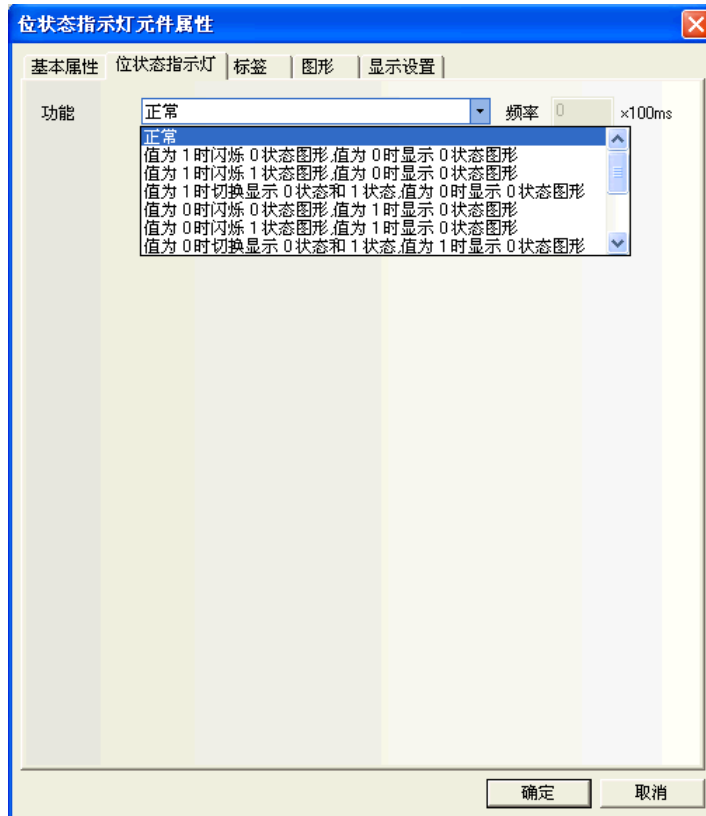 位状态指示灯元件属性
基本属性 位状态指示灯 标签 图形 显示设置
功能 正常 频率 0 ×100ms
正常
值为 1时闪烁 0状态图形,值为 0时显示 0状态图形
值为 1时闪烁 1状态图形,值为 0时显示 0状态图形
值为 1时切换显示 0状态和 1状态,值为 0时显示 0状态图形
值为 0时闪烁 0状态图形,值为 1时显示 0状态图形
值为 0时闪烁 1状态图形,值为 1时显示 0状态图形
值为 0时切换显示 0状态和 1状态,值为 1时显示 0状态图形
确定 取消